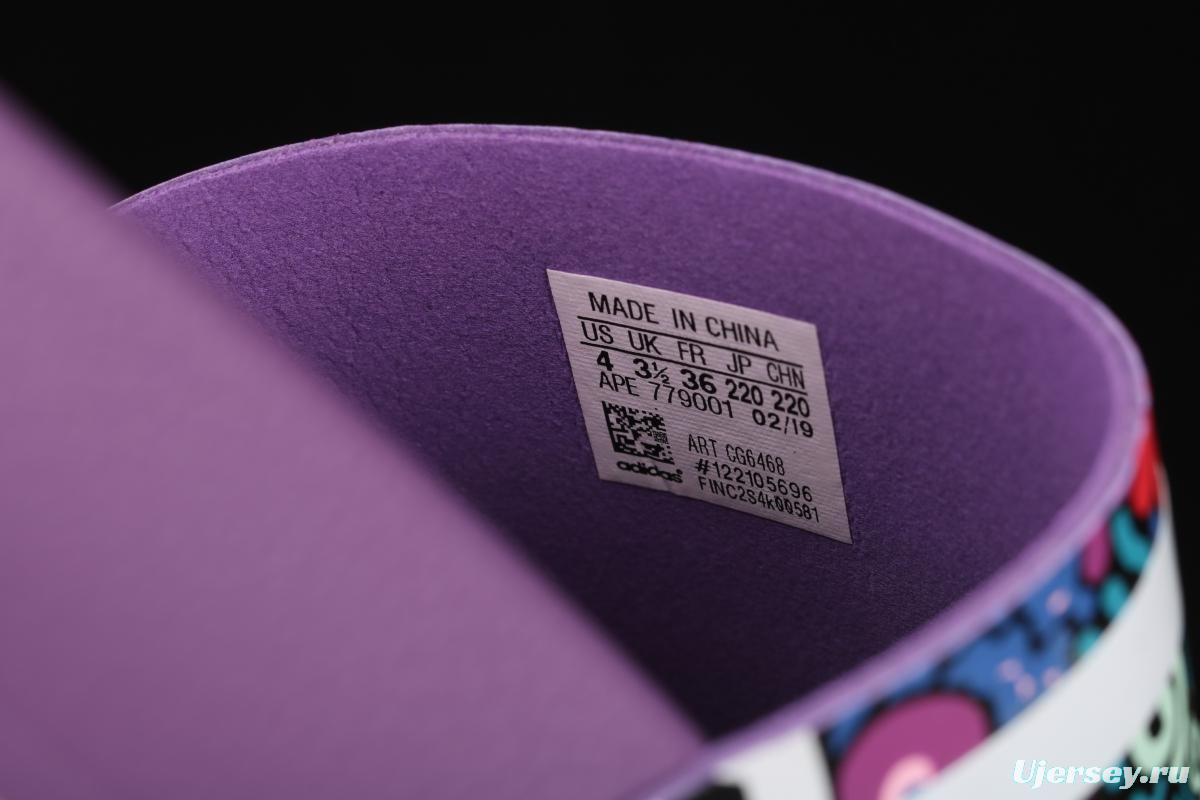 MADE IN CHINA
US UK FR JP CHN
4 3½ 36 220 220
APE 779001 02/19
ART CG6468
#122105696
adidas
FINC2S4k00581
Ujersey.ru